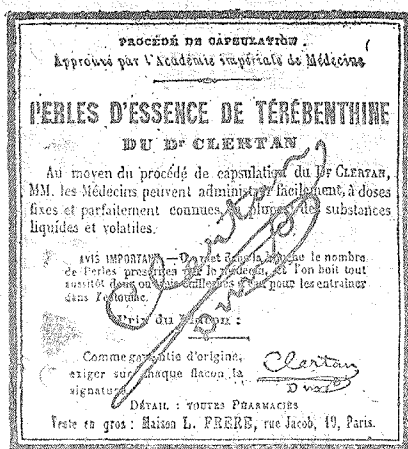 PROCÉDÉ DE CAPSULATION
Approuvé par l'Académie impériale de Médecine
PERLES D'ESSENCE DE TÉRÉBENTHINE
DU Dr CLERTAN
Au moyen du procédé de capsulation du Dr CLERTAN,
MM. les Médecins peuvent administrer facilement, à doses
fixes et parfaitement connues, la plupart des substances
liquides et volatiles.
AVIS IMPORTANT. — On met dans la bouche le nombre
de Perles prescrites par le médecin, et l'on boit tout
aussitôt deux ou trois cuillerées d'eau pour les entraîner
dans l'estomac.
Prix du Flacon :
Comme garantie d'origine,
exiger sur chaque flacon la
signature
Clertan
DÉTAIL : TOUTES PHARMACIES
Vente en gros : Maison L. FRERE, rue Jacob, 19, Paris.
Clertan